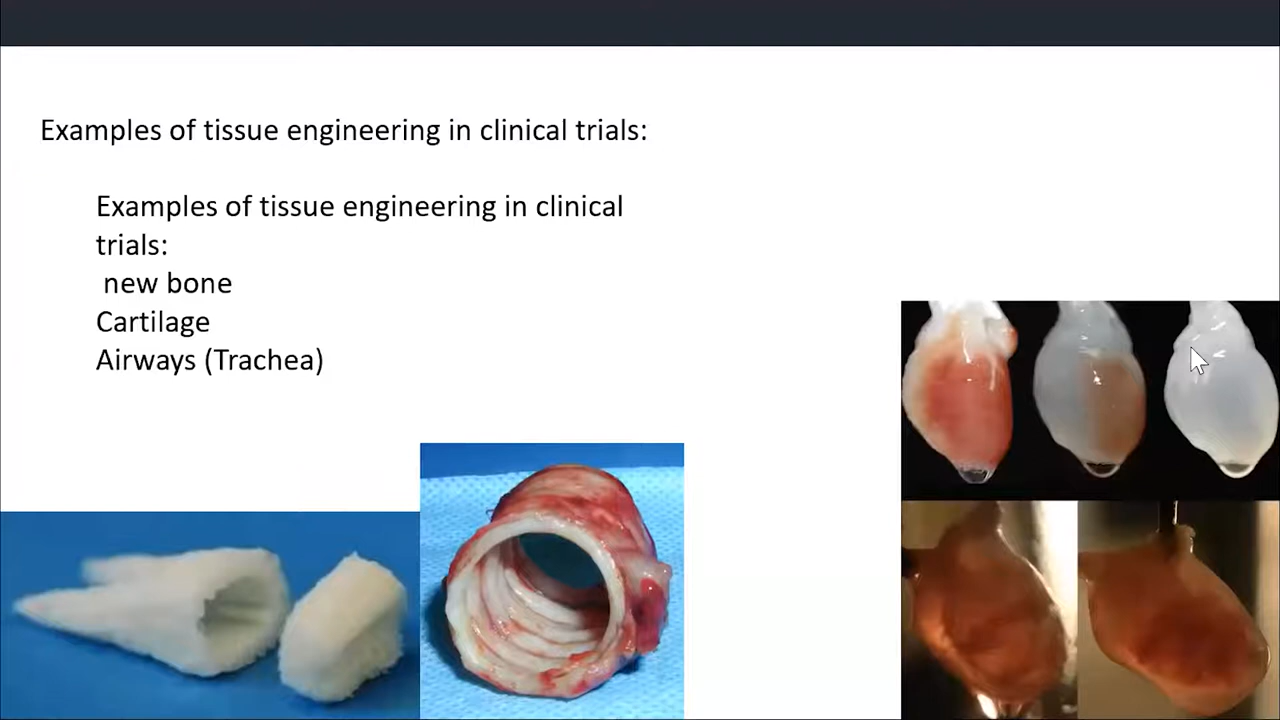 Examples of tissue engineering in clinical trials:
Examples of tissue engineering in clinical
trials:
new bone
Cartilage
Airways (Trachea)